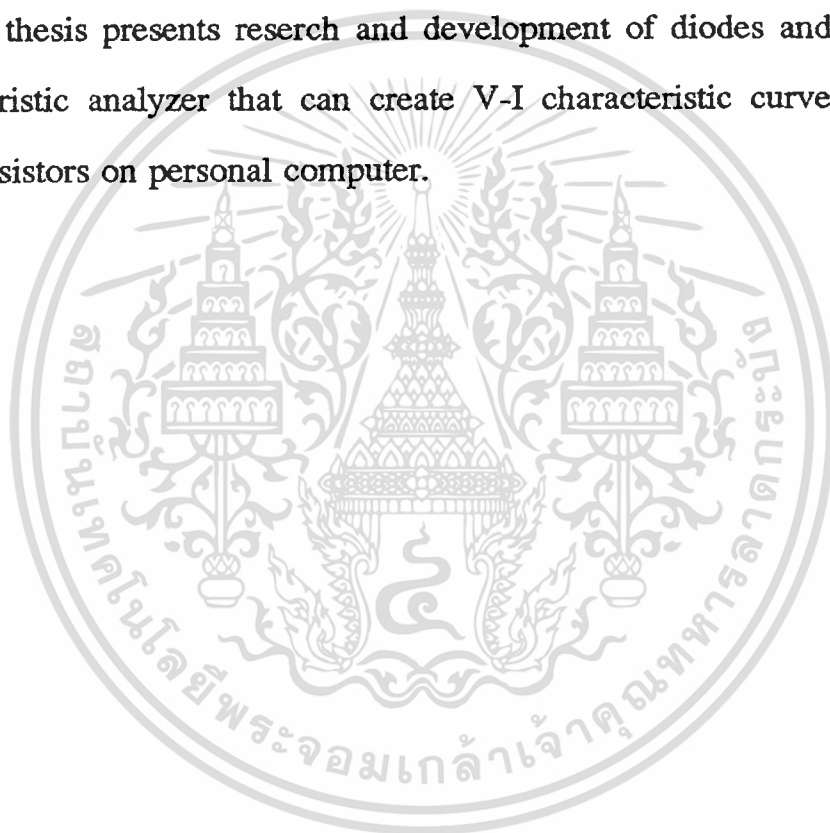 thesis presents reserch and development of diodes and
eristic analyzer that can create V-I characteristic curve
sistors on personal computer.
สถาบันเทคโนโลยีพระจอมเกล้าเจ้าคุณทหารลาดกระบัง
๔